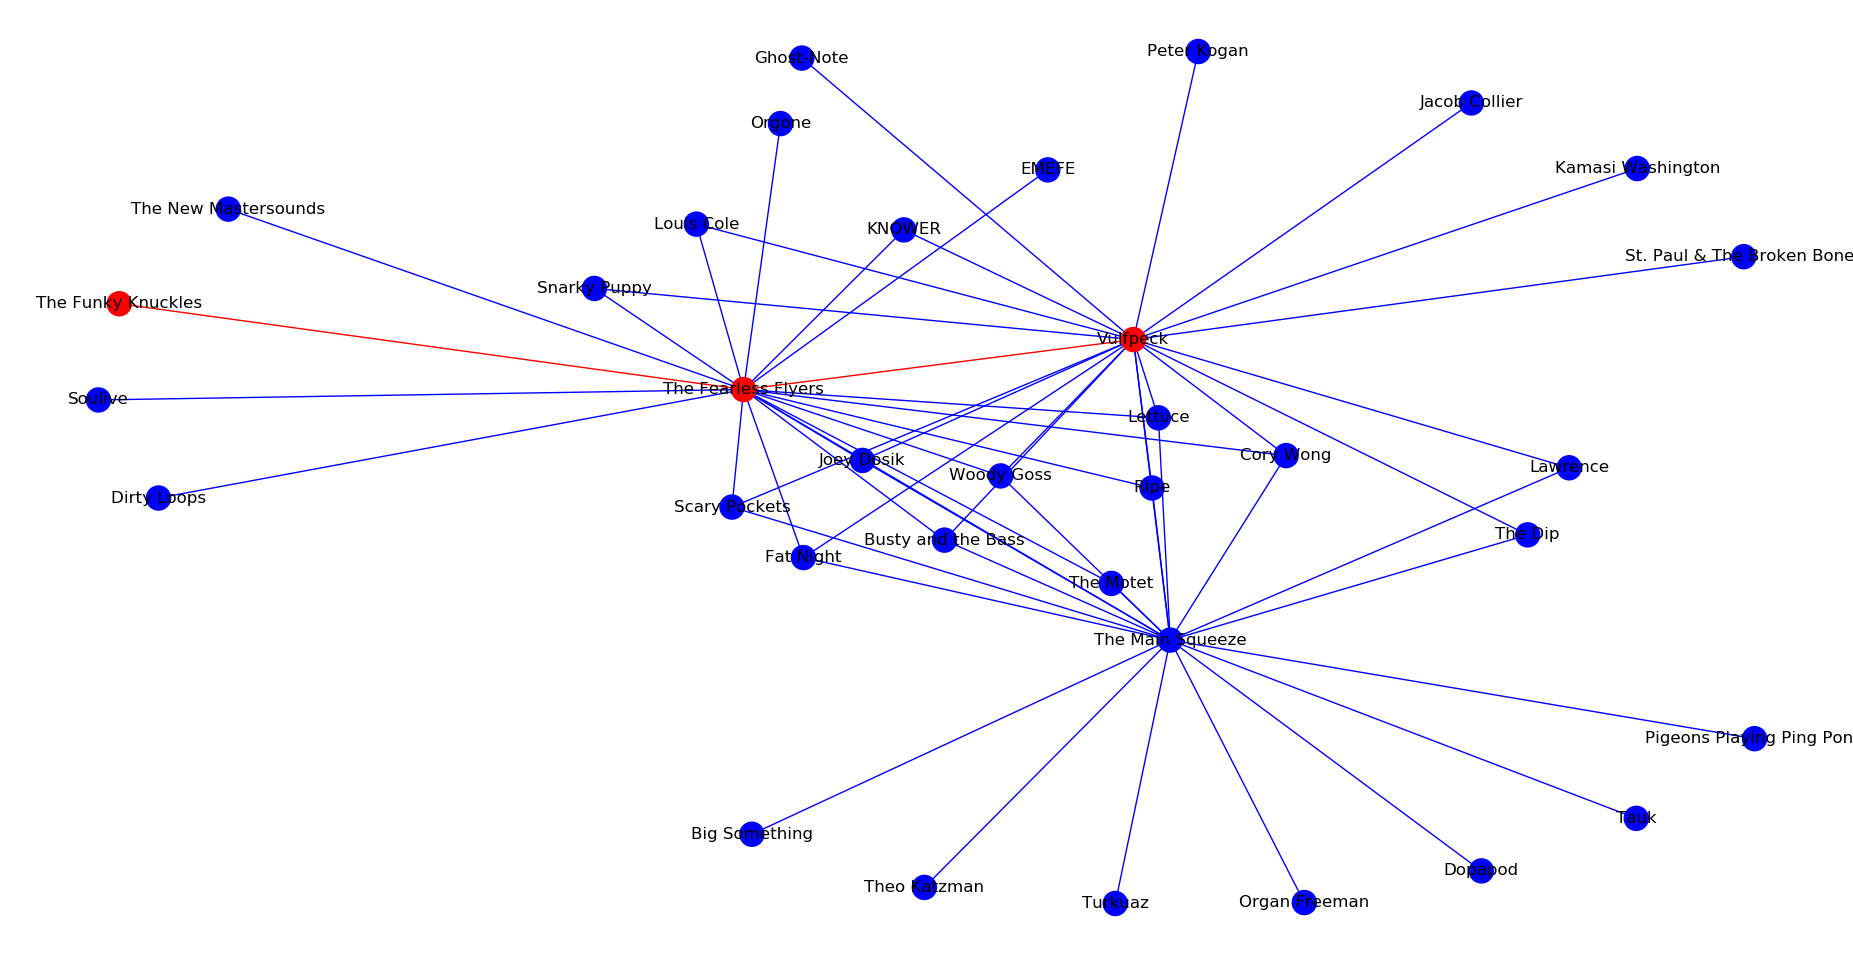 Peter Kogan
Ghost-Note
Jacob Collier
Orgone
EMEFE
Kamasi Washington
The New Mastersounds
Louis Cole
KNOWER
St. Paul & The Broken Bone
Snarky Puppy
The Funky Knuckles
Vulfpeck
The Fearless Flyers
Soulive
Lettuce
Cory Wong
Joey Dosik
Lawrence
Woody Goss
Ripe
Dirty Loops
Scary Pockets
The Dip
Busty and the Bass
Fat Night
The Motet
The Main Squeeze
Pigeons Playing Ping Pon
Tauk
Big Something
Dopapod
Theo Katzman
Organ Freeman
Turkuaz